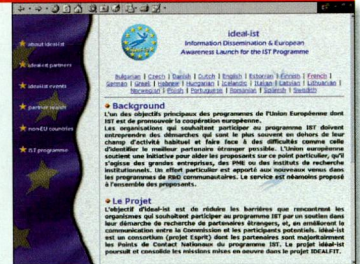 ideal-ist
Information Dissemination & European
Awareness Launch for the IST Programme
Bulgarian | Czech | Danish | Dutch | English | Estonian | Finnish | French |
German | Greek | Hebrew | Hungarian | Icelandic | Italian | Latvian | Lithuanian |
Norwegian | Polish | Portuguese | Romanian | Spanish | Swedish
about ideal-ist
ideal-ist partners
ideal-ist events
partner search
non-EU countries
IST programme
Background
L'un des objectifs principaux des programmes de l'Union Européenne dont
IST est de promouvoir la coopération européenne.
Les organisations qui souhaitent participer au programme IST doivent
entreprendre des démarches qui sont le plus souvent en dehors de leur
champ d'activité habituel et faire face à des difficultés comme celle
d'identifier le meilleur partenaire étranger possible. L'Union européenne
soutient une initiative pour aider les proposants sur ce point particulier, qu'il
s'agisse des grandes entreprises, des PME ou des instituts de recherche
institutionnels. Un effort particulier est apporté aux nouveaux venus dans
les programmes de R&D communautaires. Le service est néamoins proposé
à l'ensemble des proposants.
Le Projet
L'objectif d'ideal-ist est de réduire les barrières que rencontrent les
organismes qui souhaitent participer au programme IST par un soutien dans
leur démarche de recherche de partenaires étrangers, et, en améliorant la
communication entre la Commission et les participants potentiels. ideal-ist
est un consortium (projet Esprit) dont les partenaires sont majoritairement
les Points de Contact Nationaux du programme IST. Le projet ideal-ist
poursuit et consolide les missions mises en oeuvre dans le projet IDEALFIT.